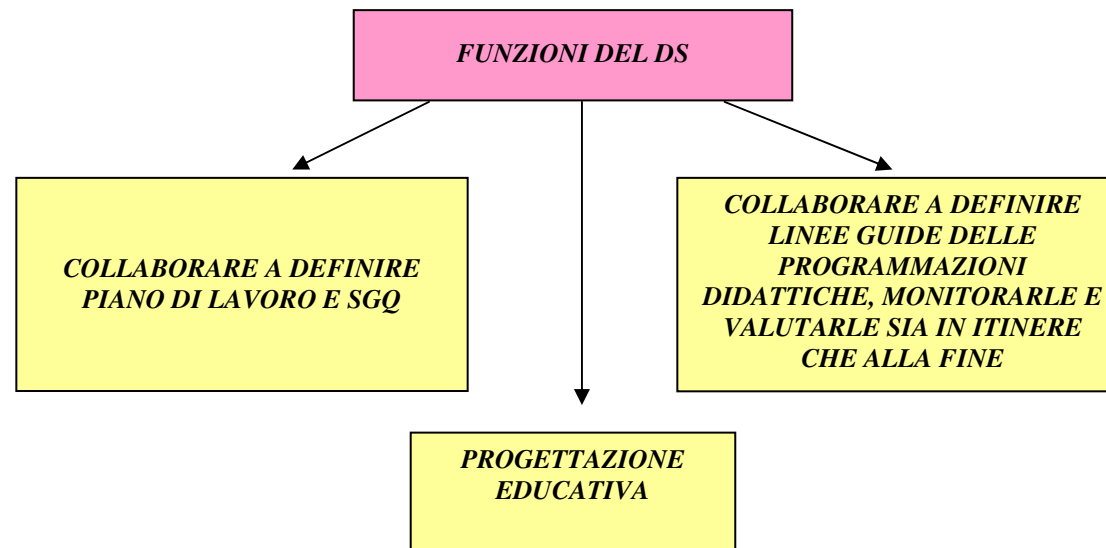 FUNZIONI DEL DS
COLLABORARE A DEFINIRE
PIANO DI LAVORO E SGQ
COLLABORARE A DEFINIRE
LINEE GUIDE DELLE
PROGRAMMAZIONI
DIDATTICHE, MONITORARLE E
VALUTARLE SIA IN ITINERE
CHE ALLA FINE
PROGETTAZIONE
EDUCATIVA